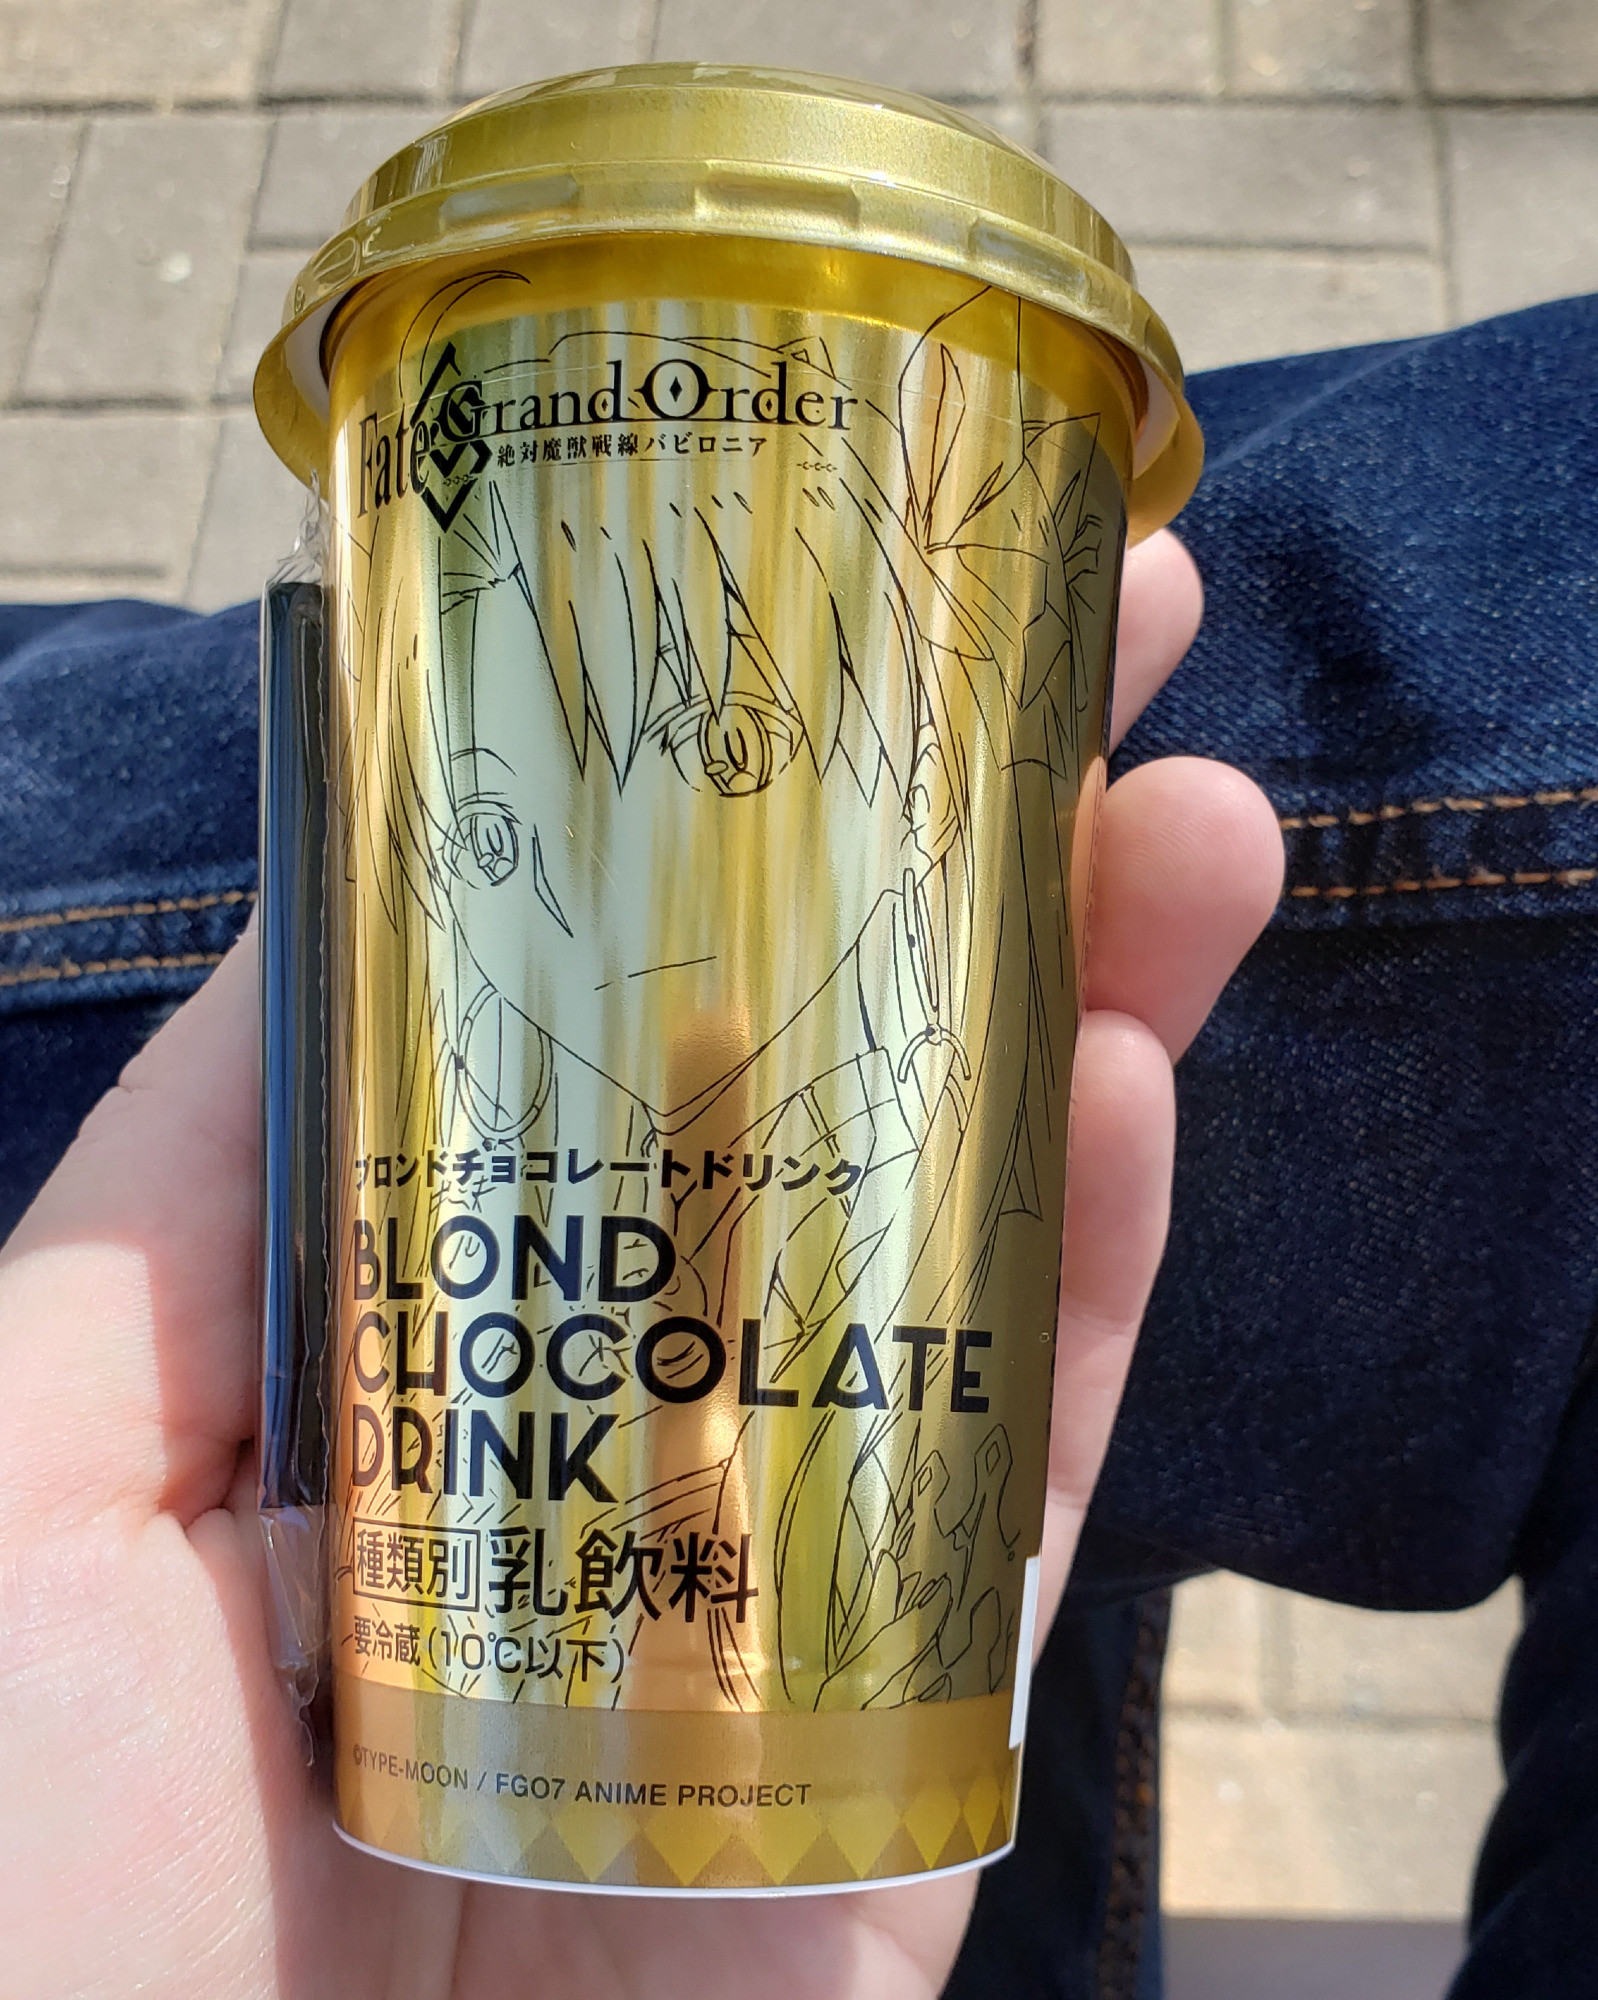 Fate/Grand Order
絶対魔獣戦線バビロニア
ブロンドチョコレートドリンク
BLOND
CHOCOLATE
DRINK
種類別 乳飲料
要冷蔵(10℃以下)
©TYPE-MOON / FGO7 ANIME PROJECT